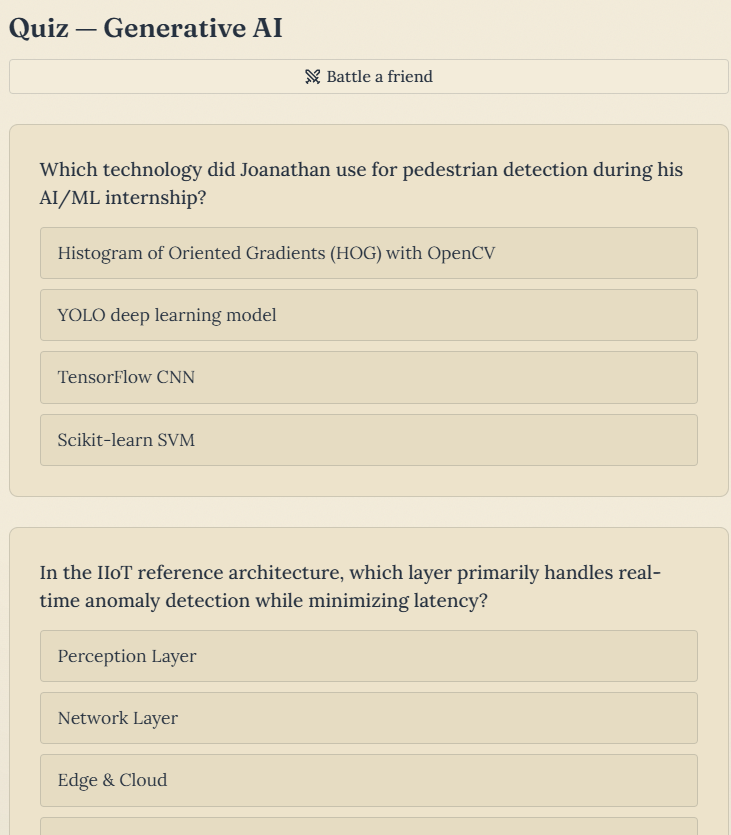 Quiz — Generative AI
Battle a friend
Which technology did Joanathan use for pedestrian detection during his
AI/ML internship?
Histogram of Oriented Gradients (HOG) with OpenCV
YOLO deep learning model
TensorFlow CNN
Scikit-learn SVM
In the IIoT reference architecture, which layer primarily handles real-
time anomaly detection while minimizing latency?
Perception Layer
Network Layer
Edge & Cloud